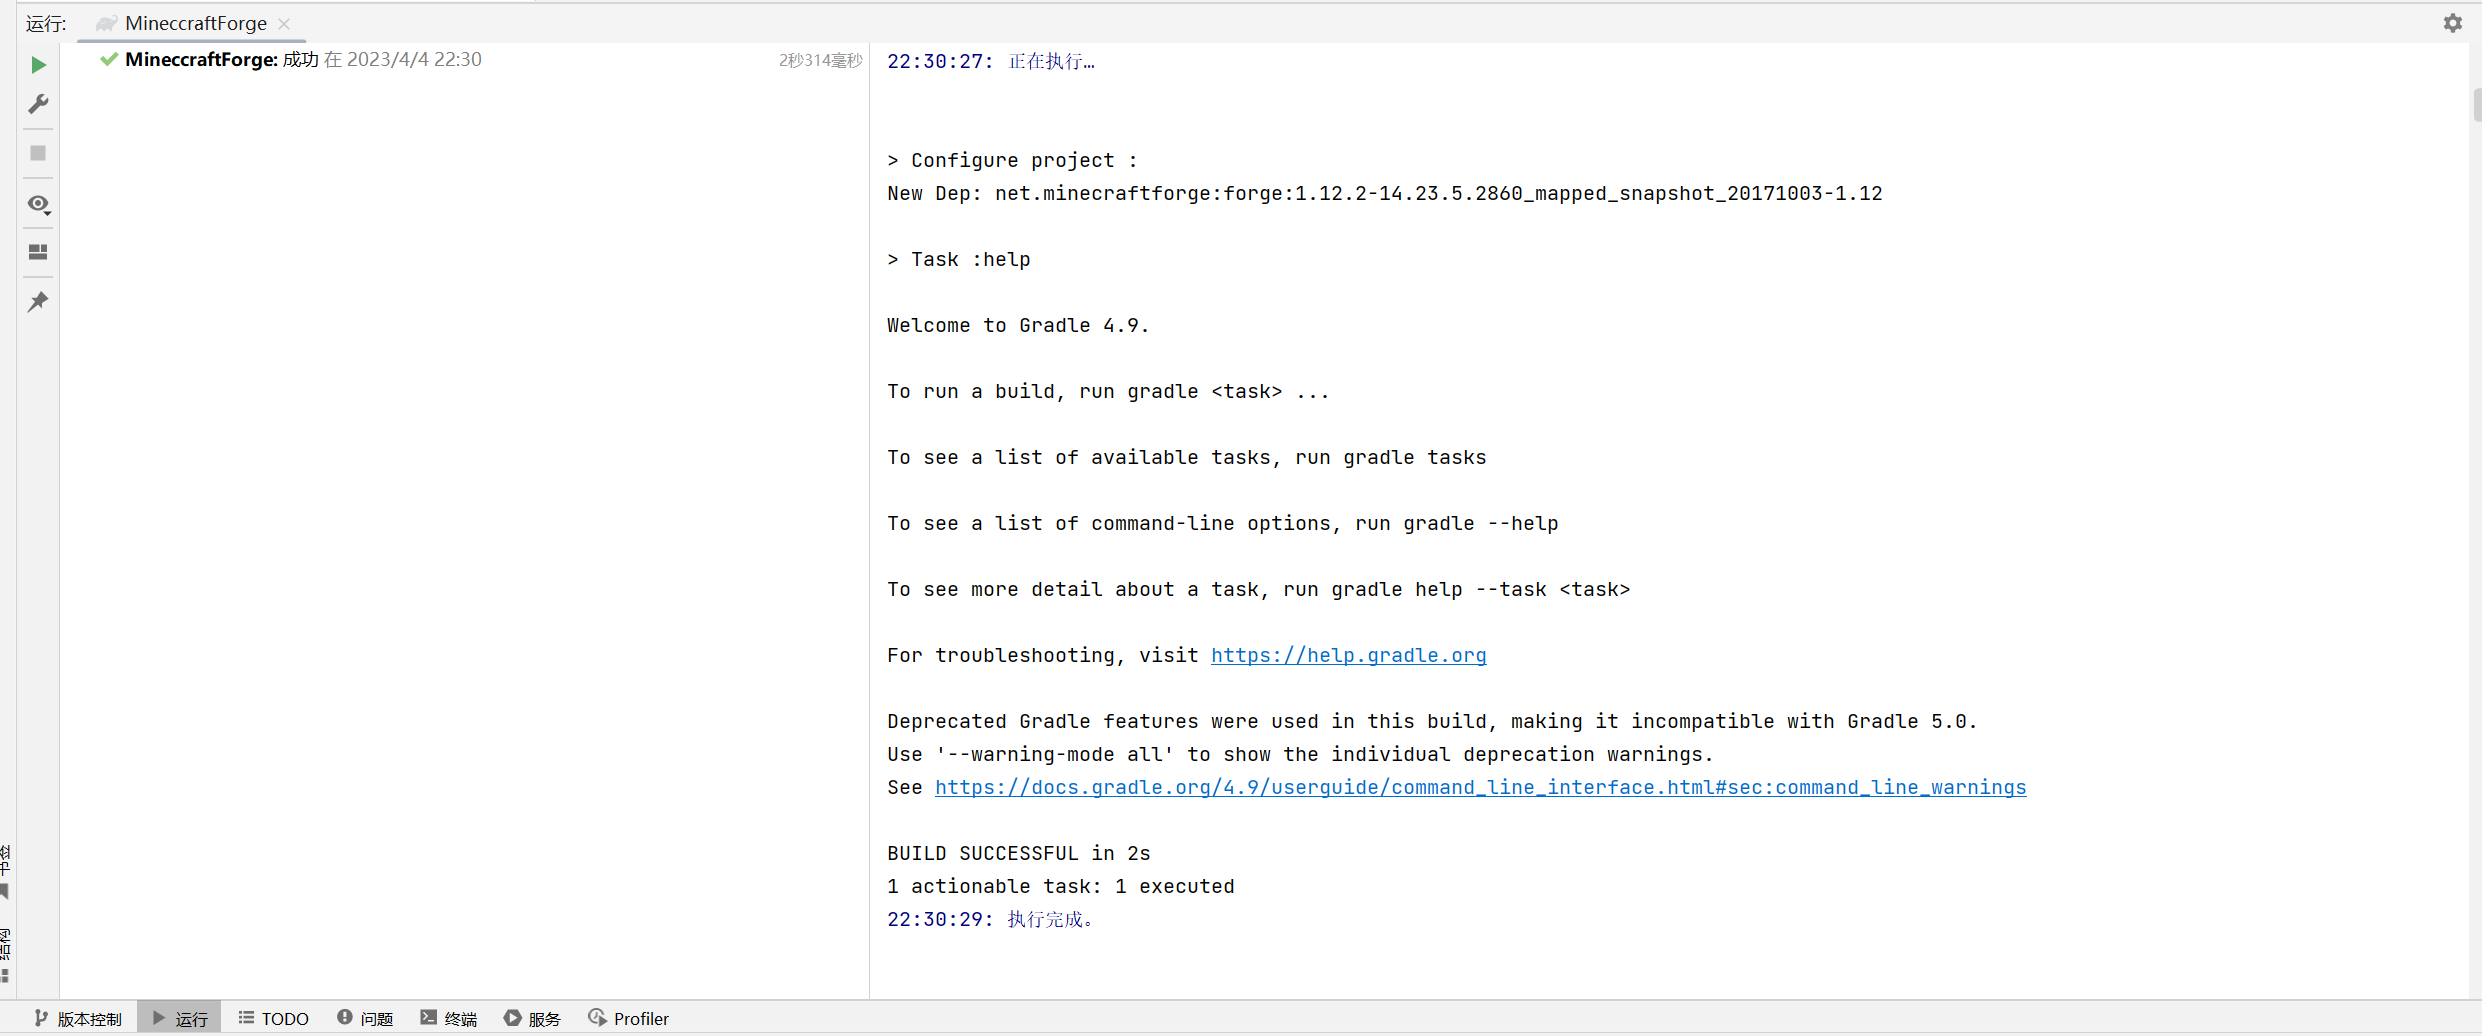 运行:
MineccraftForge
MineccraftForge: 成功 在 2023/4/4 22:30
2秒314毫秒
22:30:27: 正在执行…
> Configure project :
New Dep: net.minecraftforge:forge:1.12.2-14.23.5.2860_mapped_snapshot_20171003-1.12
> Task :help
Welcome to Gradle 4.9.
To run a build, run gradle <task> ...
To see a list of available tasks, run gradle tasks
To see a list of command-line options, run gradle --help
To see more detail about a task, run gradle help --task <task>
For troubleshooting, visit https://help.gradle.org
Deprecated Gradle features were used in this build, making it incompatible with Gradle 5.0.
Use '--warning-mode all' to show the individual deprecation warnings.
See https://docs.gradle.org/4.9/userguide/command_line_interface.html#sec:command_line_warnings
BUILD SUCCESSFUL in 2s
1 actionable task: 1 executed
22:30:29: 执行完成。
书签
结构
版本控制
运行
TODO
问题
终端
服务
Profiler